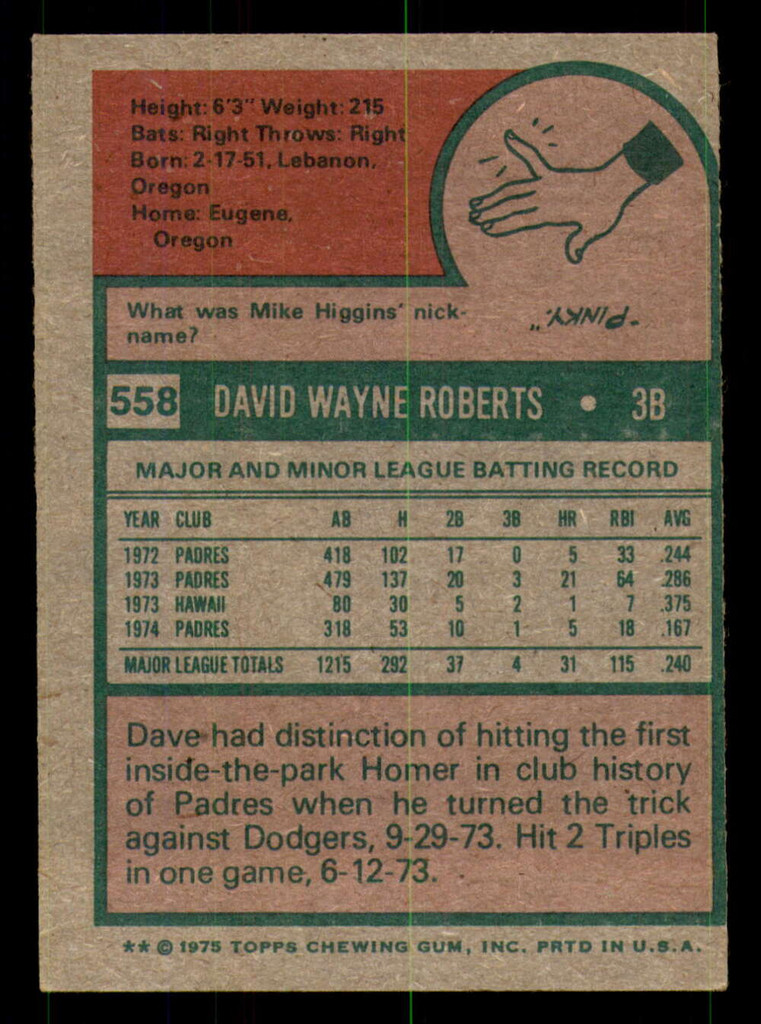 Height: 6'3" Weight: 215
Bats: Right Throws: Right
Born: 2-17-51, Lebanon,
Oregon
Home: Eugene,
Oregon
What was Mike Higgins' nick-
name?
"PINKY."
558 DAVID WAYNE ROBERTS • 3B
MAJOR AND MINOR LEAGUE BATTING RECORD
YEAR CLUB AB H 2B 3B HR RBI AVG
1972 PADRES 418 102 17 0 5 33 .244
1973 PADRES 479 137 20 3 21 64 .286
1973 HAWAII 80 30 5 2 1 7 .375
1974 PADRES 318 53 10 1 5 18 .167
MAJOR LEAGUE TOTALS 1215 292 37 4 31 115 .240
Dave had distinction of hitting the first
inside-the-park Homer in club history
of Padres when he turned the trick
against Dodgers, 9-29-73. Hit 2 Triples
in one game, 6-12-73.
** © 1975 TOPPS CHEWING GUM, INC. PRTD IN U.S.A.